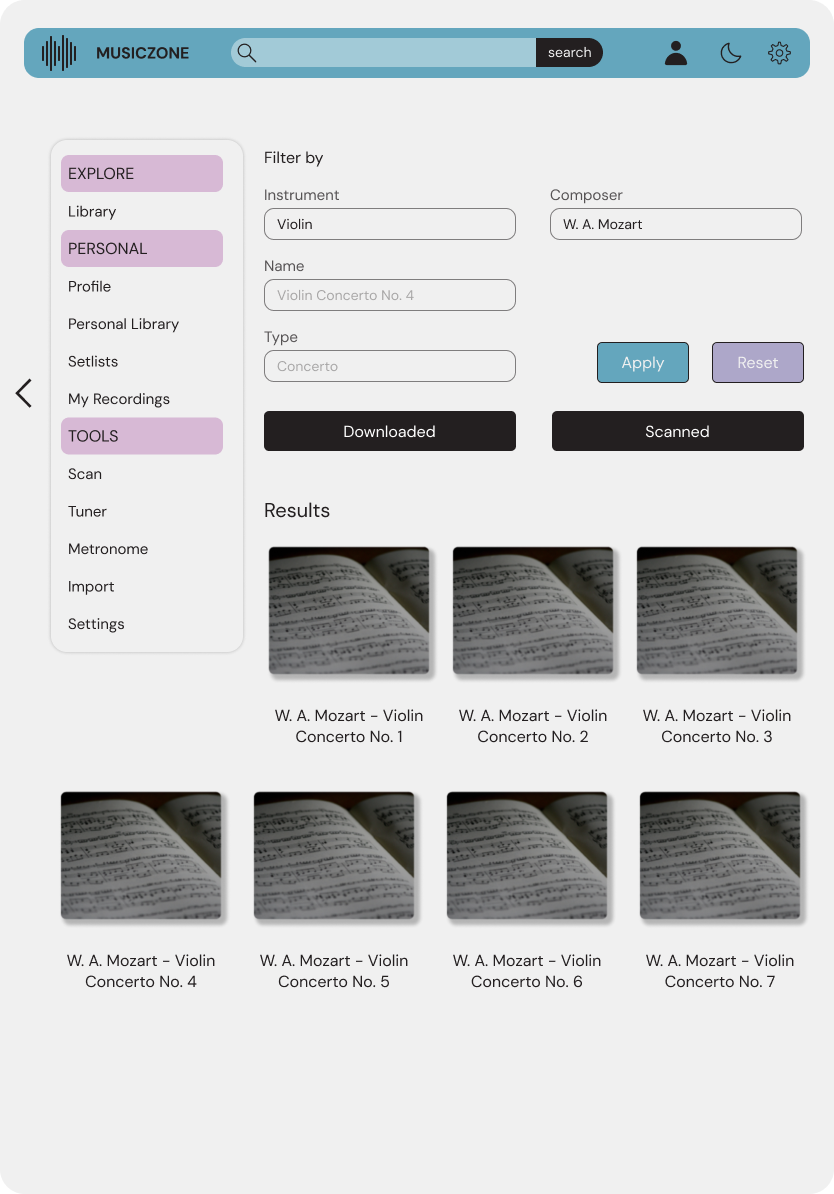 MUSICZONE
search
EXPLORE
Library
PERSONAL
Profile
Personal Library
Setlists
My Recordings
TOOLS
Scan
Tuner
Metronome
Import
Settings
Filter by
Instrument
Violin
Composer
W. A. Mozart
Name
Violin Concerto No. 4
Type
Concerto
Apply
Reset
Downloaded
Scanned
Results
W. A. Mozart - Violin
Concerto No. 1
W. A. Mozart - Violin
Concerto No. 2
W. A. Mozart - Violin
Concerto No. 3
W. A. Mozart - Violin
Concerto No. 4
W. A. Mozart - Violin
Concerto No. 5
W. A. Mozart - Violin
Concerto No. 6
W. A. Mozart - Violin
Concerto No. 7